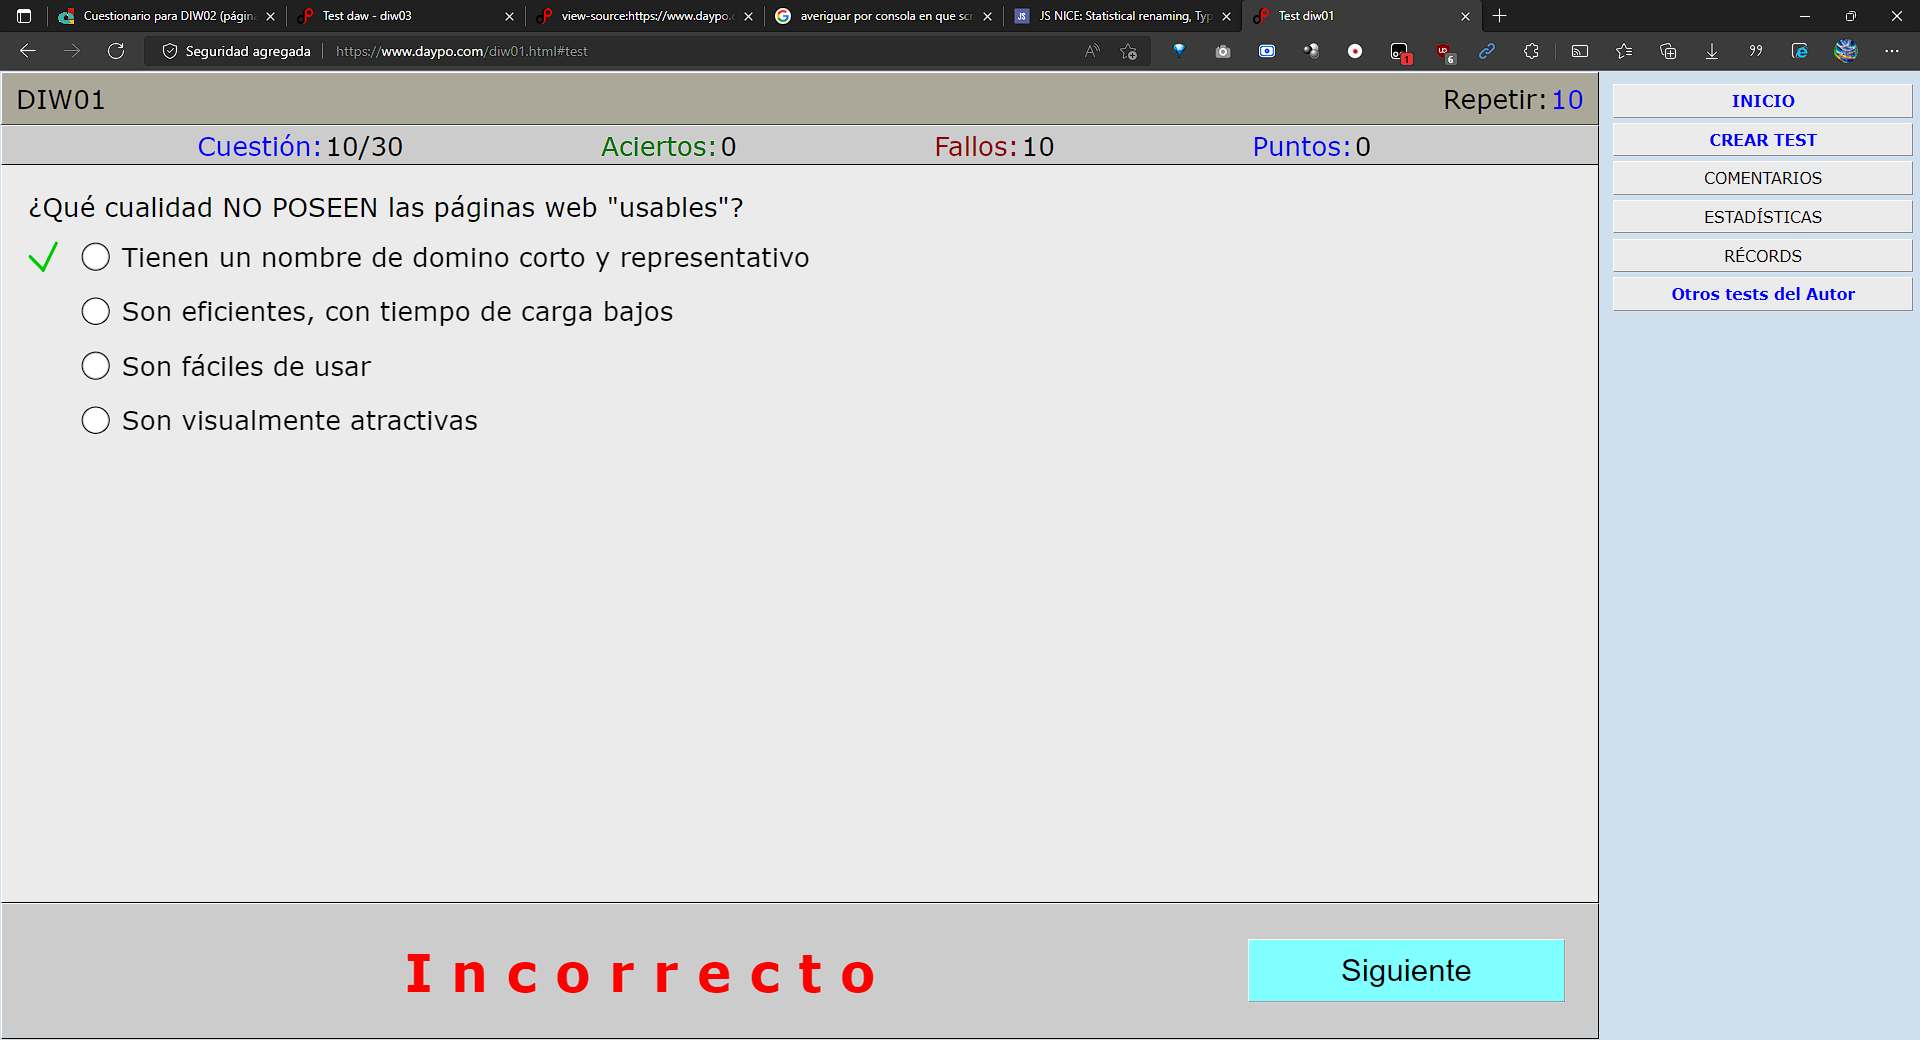 Cuestionario para DIW02 (págin
Test daw - diw03
view-source:https://www.daypo.c
averiguar por consola en que scr
JS
JS NICE: Statistical renaming, Typ
Test diw01
Seguridad agregada
https://www.daypo.com/diw01.html#test
1
6
DIW01
Repetir: 10
Cuestión: 10/30
Aciertos: 0
Fallos: 10
Puntos: 0
¿Qué cualidad NO POSEEN las páginas web "usables"?
Tienen un nombre de domino corto y representativo
Son eficientes, con tiempo de carga bajos
Son fáciles de usar
Son visualmente atractivas
Incorrecto
Siguiente
INICIO
CREAR TEST
COMENTARIOS
ESTADÍSTICAS
RÉCORDS
Otros tests del Autor